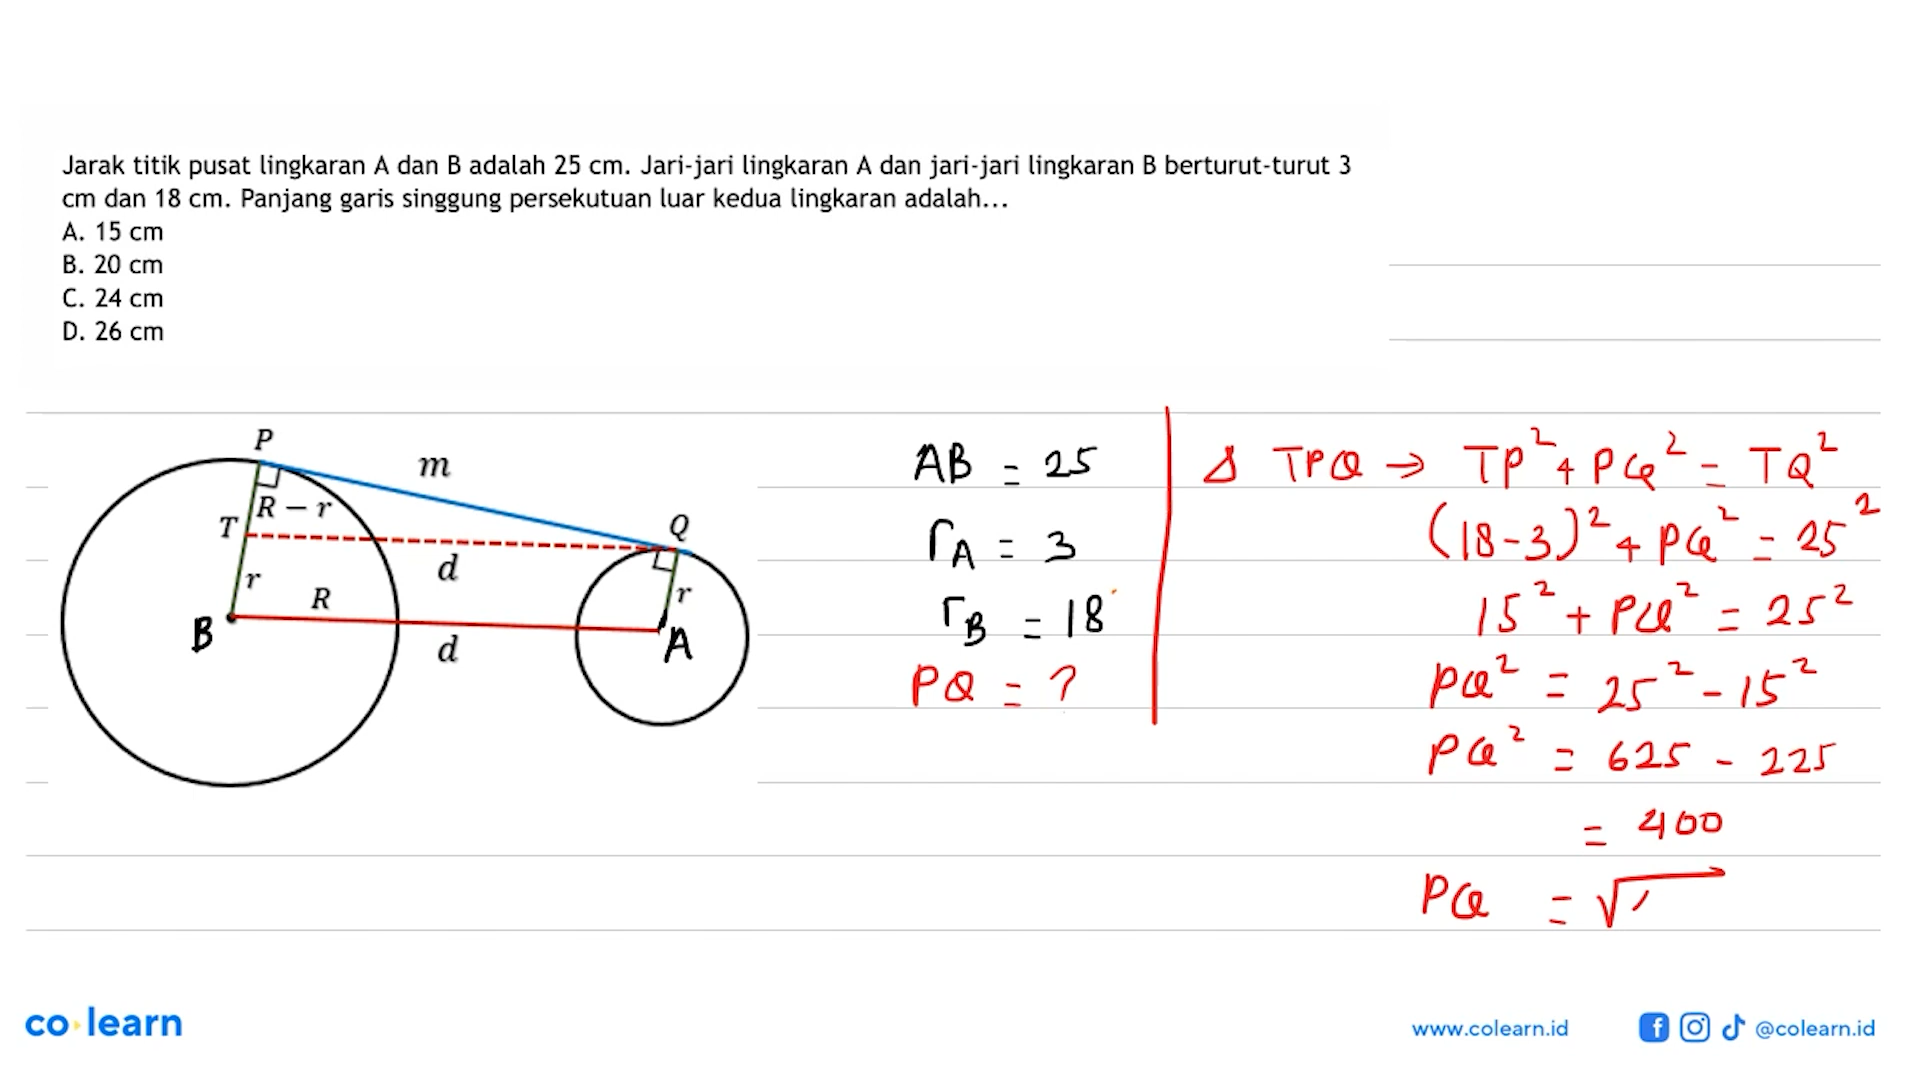 Jarak titik pusat lingkaran A dan B adalah 25 cm. Jari-jari lingkaran A dan jari-jari lingkaran B berturut-turut 3
cm dan 18 cm. Panjang garis singgung persekutuan luar kedua lingkaran adalah...
A. 15 cm
B. 20 cm
C. 24 cm
D. 26 cm
P
m
R − r
T
Q
d
r
R
r
B
A
d
AB = 25
r_A = 3
r_B = 18
PQ = ?
Δ TPQ → TP² + PQ² = TQ²
(18-3)² + PQ² = 25²
15² + PQ² = 25²
PQ² = 25² - 15²
PQ² = 625 - 225
= 400
PQ = √
co learn
www.colearn.id
@colearn.id